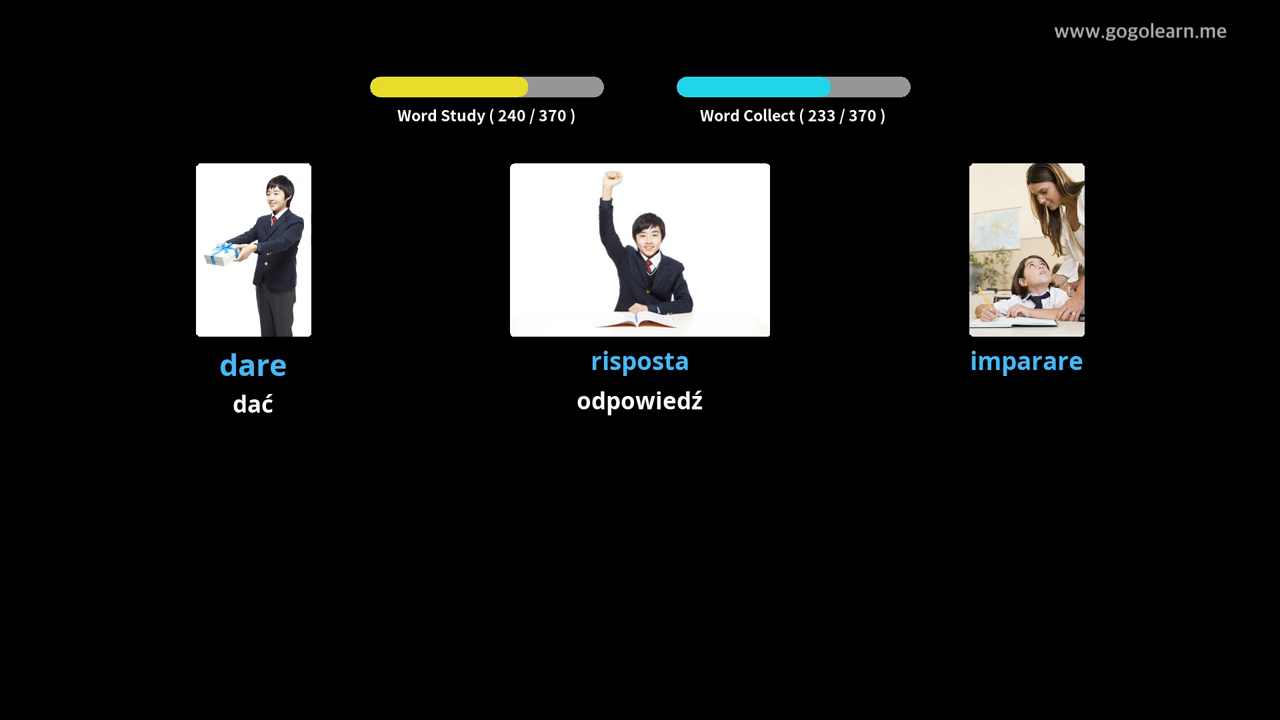 www.gogolearn.me
Word Study ( 240 / 370 )
Word Collect ( 233 / 370 )
dare
dać
risposta
odpowiedź
imparare